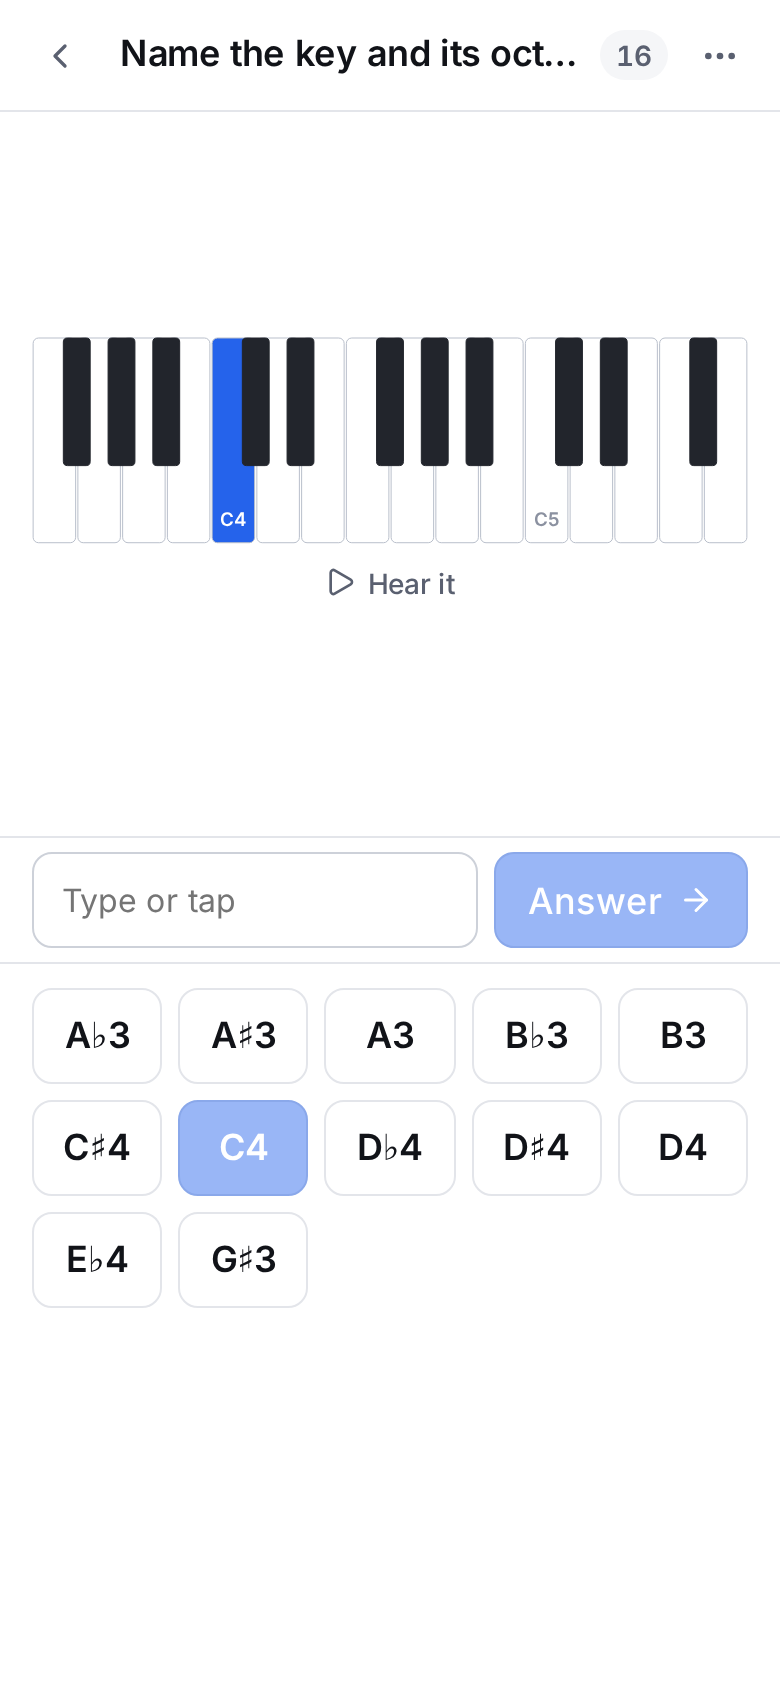 Name the key and its oct... 16
C4 C5
Hear it
Type or tap Answer
A♭3 A♯3 A3 B♭3 B3
C♯4 C4 D♭4 D♯4 D4
E♭4 G♯3